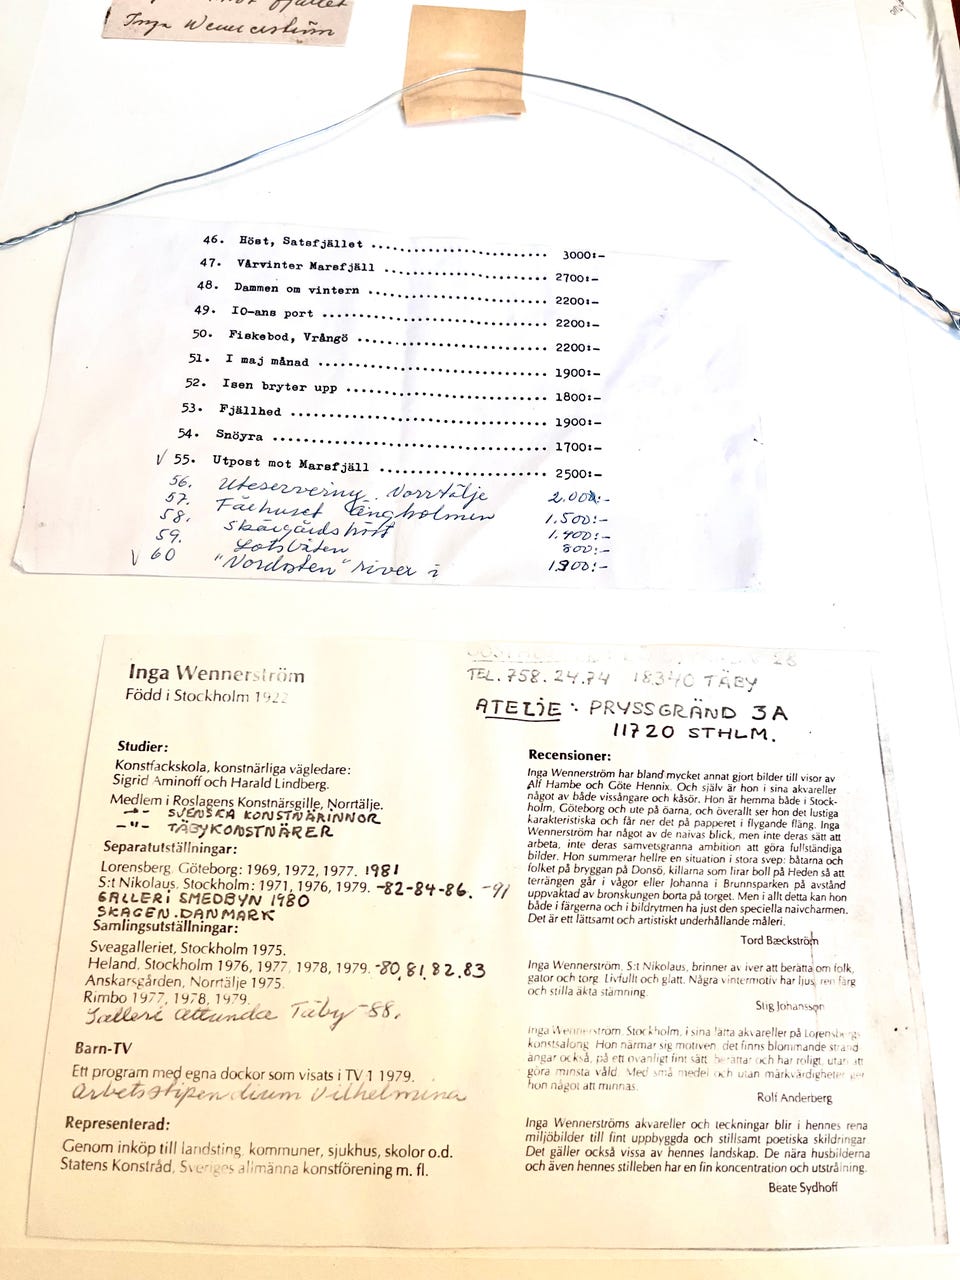 Inga Wennerström
46. Höst, Satsfjället ........................ 3000:-
47. Vårvinter Marsfjäll ...................... 2700:-
48. Dammen om vintern ........................ 2200:-
49. IO-ans port .............................. 2200:-
50. Fiskebod, Vrångö ......................... 2200:-
51. I maj månad .............................. 1900:-
52. Isen bryter upp .......................... 1800:-
53. Fjällhed ................................. 1900:-
54. Snöyra ................................... 1700:-
V 55. Utpost mot Marsfjäll ..................... 2500:-
56. Uteservering. Norrtälje 2.000:-
57. Fäehuset Långholmen 1.500:-
58. Skärgårdshöst 1.400:-
59. Lotsbåten 800:-
V 60 "Nordosten" river i 1300:-
Inga Wennerström
Född i Stockholm 1922
TEL. 758.24.74 18340 TÄBY
ATELJE: PRYSSGRÄND 3A
11720 STHLM.
Studier:
Konstfackskola, konstnärliga vägledare:
Sigrid Aminoff och Harald Lindberg.
Medlem i Roslagens Konstnärsgille, Norrtälje.
-"- SVENSKA KONSTNÄRINNOR
-"- TÄBYKONSTNÄRER
Separatutställningar:
Lorensberg, Göteborg: 1969, 1972, 1977. 1981
S:t Nikolaus, Stockholm: 1971, 1976, 1979. -82-84-86. -91
GALLERI SMEDBYN 1980
SKAGEN. DANMARK
Samlingsutställningar:
Sveagalleriet, Stockholm 1975.
Heland, Stockholm 1976, 1977, 1978, 1979. -80, 81, 82, 83
Anskarsgården, Norrtälje 1975.
Rimbo 1977, 1978, 1979.
Galleri Attunda Täby -88.
Barn-TV
Ett program med egna dockor som visats i TV 1 1979.
Arbetsstipendium Vilhelmina
Representerad:
Genom inköp till landsting, kommuner, sjukhus, skolor o.d.
Statens Konstråd, Sveriges allmänna konstförening m. fl.
Recensioner:
Inga Wennerström har bland mycket annat gjort bilder till visor av
Alf Hambe och Göte Hennix. Och själv är hon i sina akvareller
något av både vissångare och kåsör. Hon är hemma både i Stock-
holm, Göteborg och ute på öarna, och överallt ser hon det lustiga
karakteristiska och får ner det på papperet i flygande fläng. Inga
Wennerström har något av de naivas blick, men inte deras sätt att
arbeta, inte deras samvetsgranna ambition att göra fullständiga
bilder. Hon summerar hellre en situation i stora svep: båtarna och
folket på bryggan på Donsö, killarna som lirar boll på Heden så att
terrängen går i vågor eller Johanna i Brunnsparken på avstånd
uppvaktad av bronskungen borta på torget. Men i allt detta kan hon
både i färgerna och i bildrytmen ha just den speciella naivcharmen.
Det är ett lättsamt och artistiskt underhållande måleri.
Tord Bæckström
Inga Wennerström, S:t Nikolaus, brinner av iver att berätta om folk,
gator och torg. Livfullt och glatt. Några vintermotiv har ljus, ren färg
och stilla äkta stämning.
Stig Johansson
Inga Wennerström, Stockholm, i sina lätta akvareller på Lorensbergs
konstsalong. Hon närmar sig motiven, det finns blommande strand
ängar också, på ett ovanligt fint sätt, berättar och har roligt, utan att
göra minsta våld. Med små medel och utan märkvärdigheter ger
hon något att minnas.
Rolf Anderberg
Inga Wennerströms akvareller och teckningar blir i hennes rena
miljöbilder till fint uppbyggda och stillsamt poetiska skildringar.
Det gäller också vissa av hennes landskap. De nära husbilderna
och även hennes stilleben har en fin koncentration och utstrålning.
Beate Sydhoff